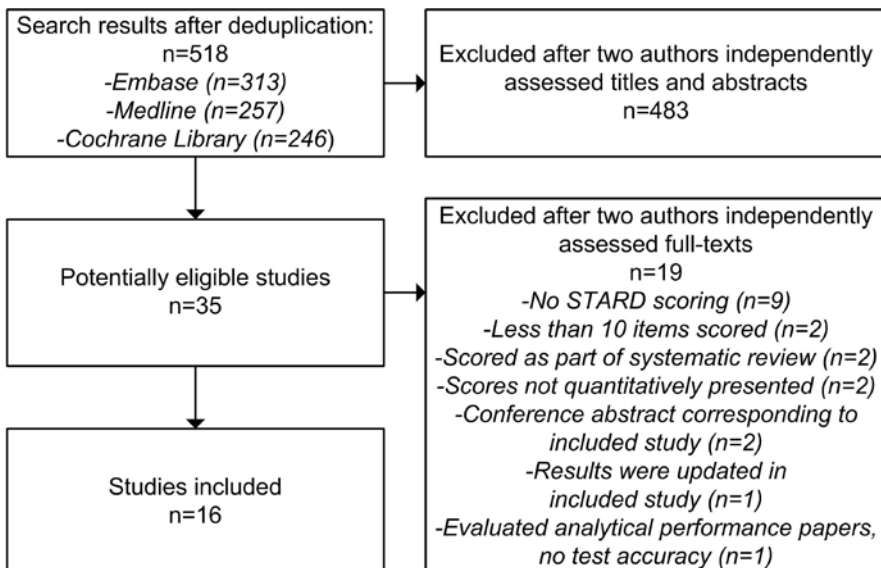 Search results after deduplication:
n=518
-Embase (n=313)
-Medline (n=257)
-Cochrane Library (n=246)
Excluded after two authors independently
assessed titles and abstracts
n=483
Potentially eligible studies
n=35
Excluded after two authors independently
assessed full-texts
n=19
-No STARD scoring (n=9)
-Less than 10 items scored (n=2)
-Scored as part of systematic review (n=2)
-Scores not quantitatively presented (n=2)
-Conference abstract corresponding to
included study (n=2)
-Results were updated in
included study (n=1)
-Evaluated analytical performance papers,
no test accuracy (n=1)
Studies included
n=16